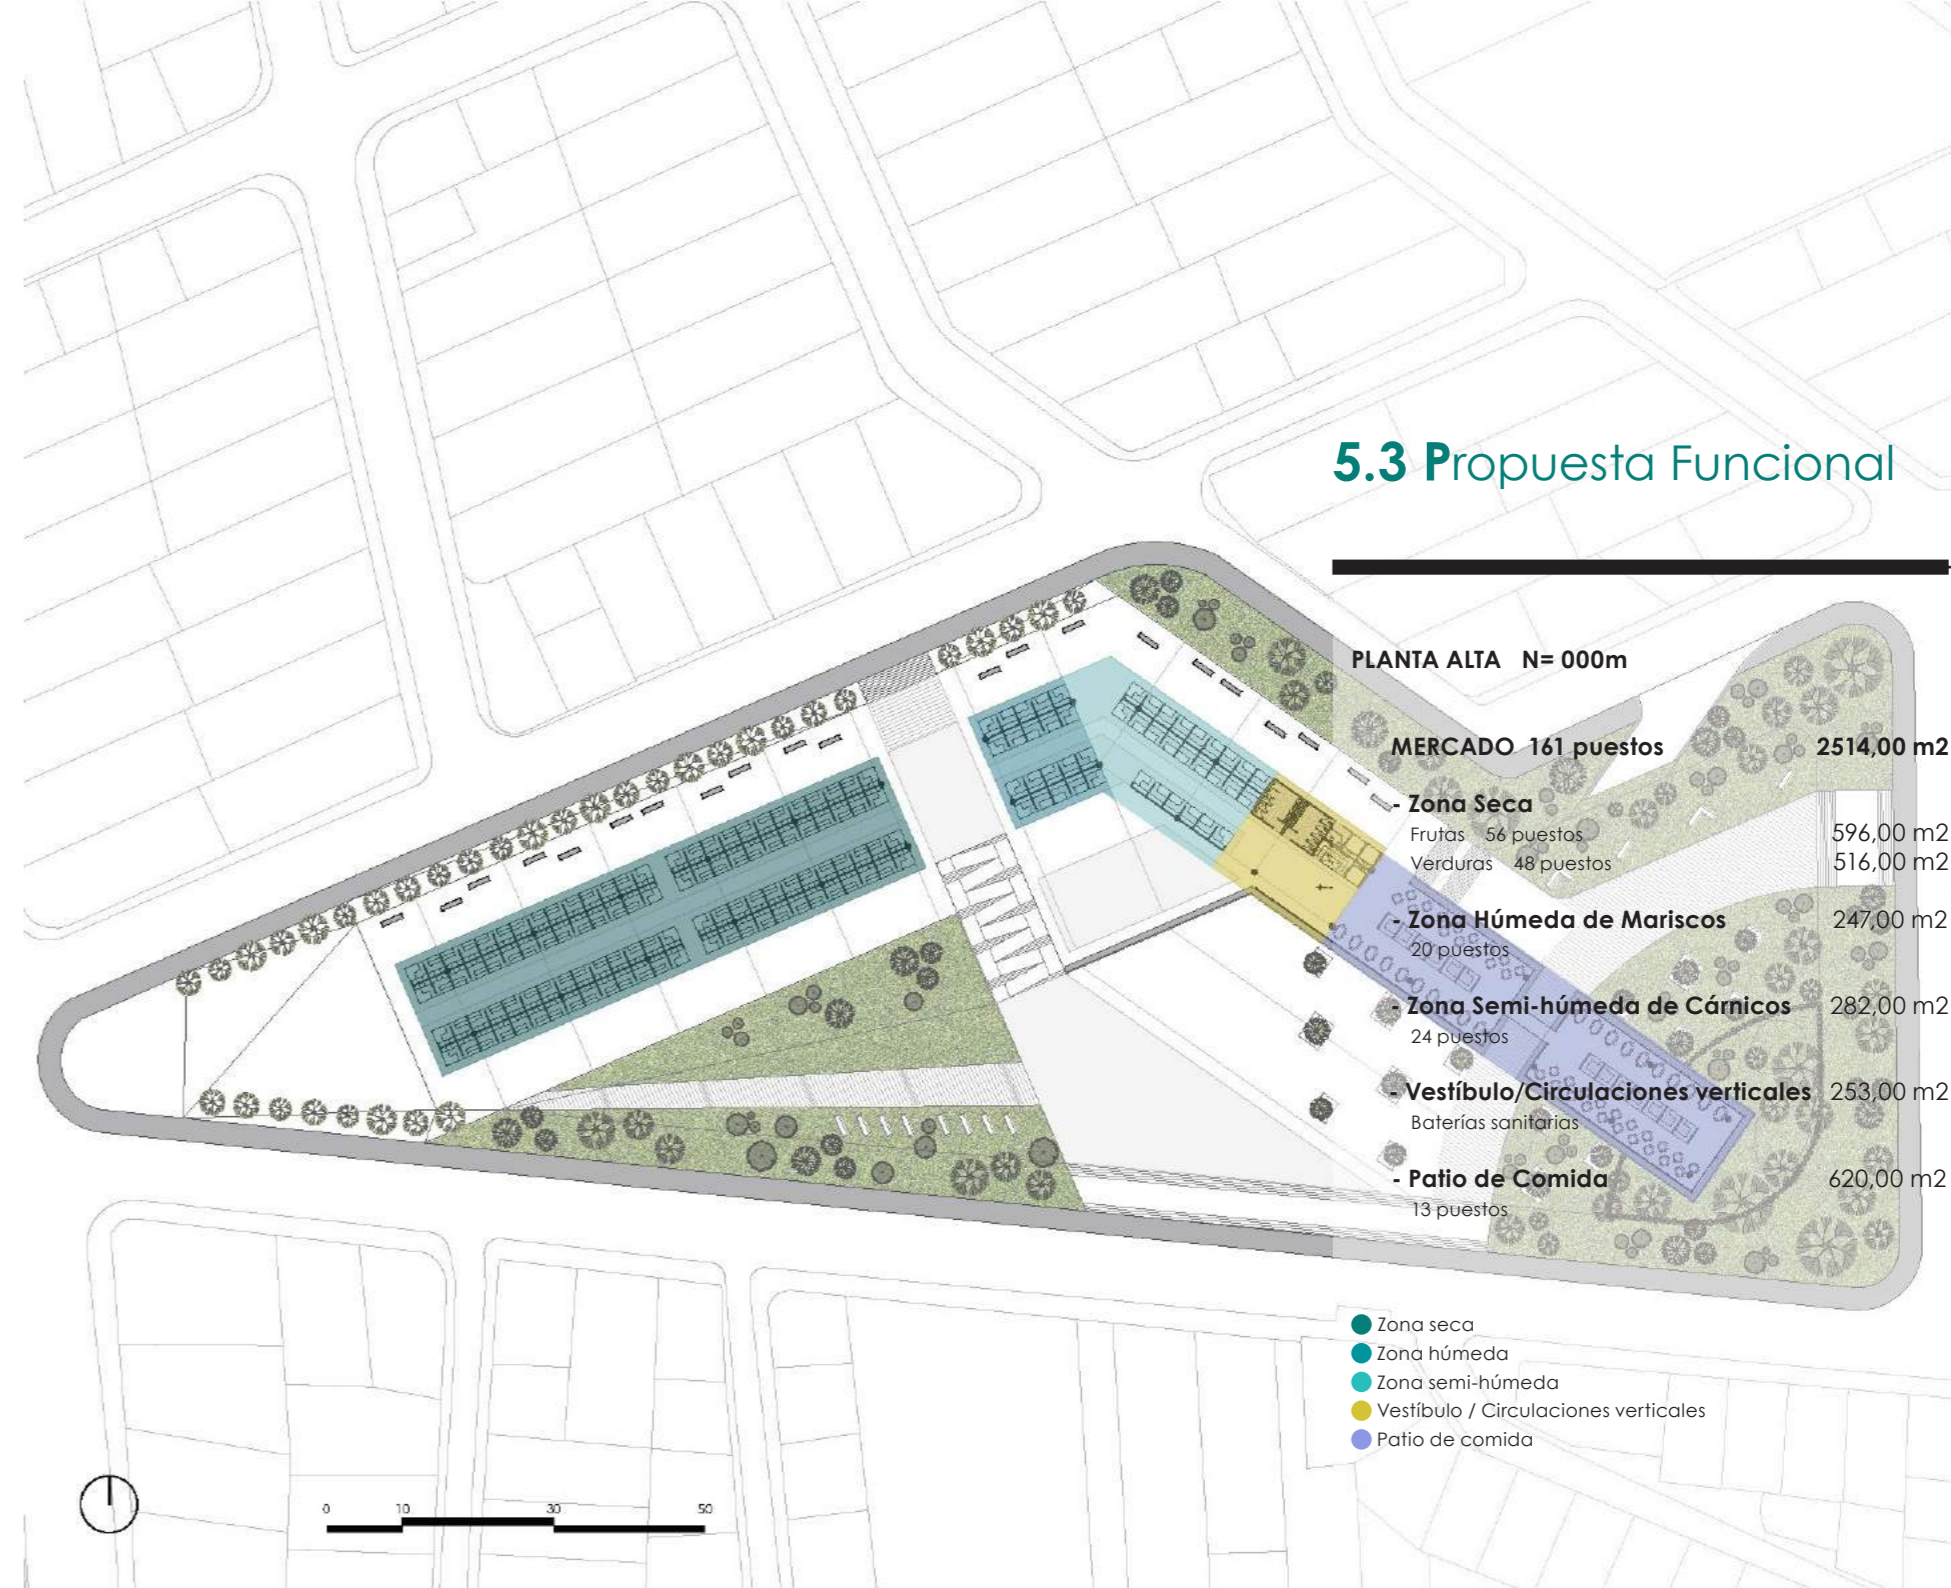 5.3 Propuesta Funcional
PLANTA ALTA N= 000m
MERCADO 161 puestos 2514,00 m2
- Zona Seca
Frutas 56 puestos 596,00 m2
Verduras 48 puestos 516,00 m2
- Zona Húmeda de Mariscos 247,00 m2
20 puestos
- Zona Semi-húmeda de Cárnicos 282,00 m2
24 puestos
- Vestíbulo/Circulaciones verticales 253,00 m2
Baterías sanitarias
- Patio de Comida 620,00 m2
13 puestos
Zona seca
Zona húmeda
Zona semi-húmeda
Vestíbulo / Circulaciones verticales
Patio de comida
0 10 30 50